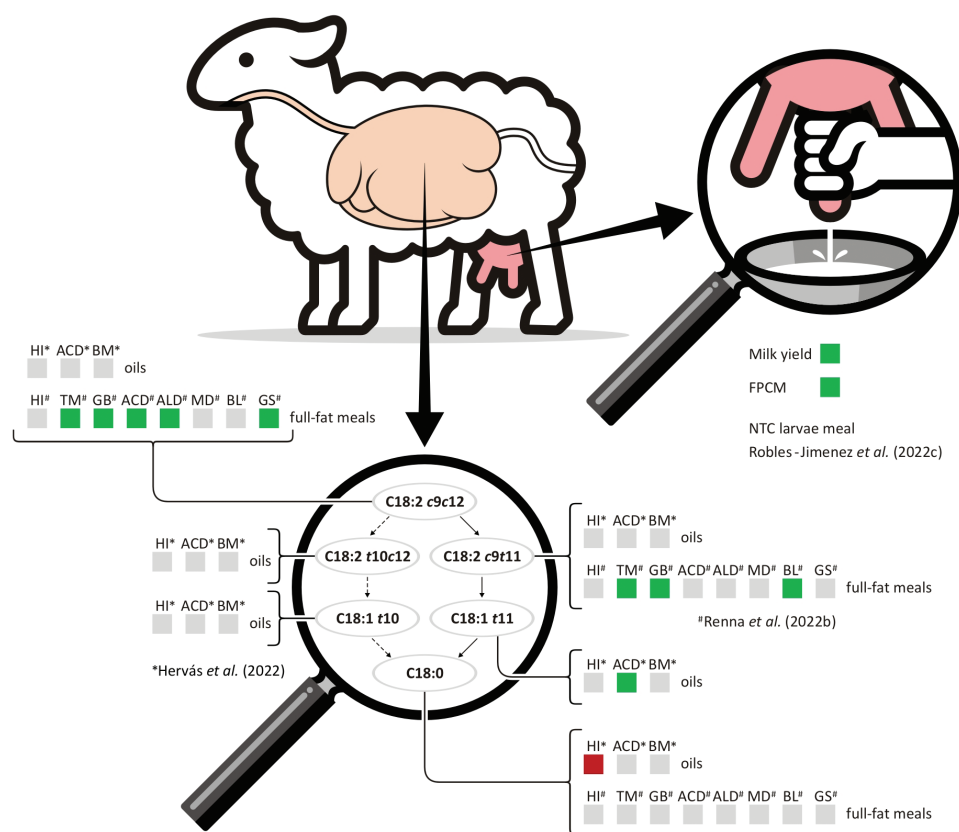 Milk yield
FPCM
NTC larvae meal
Robles-Jimenez et al. (2022c)
HI* ACD* BM*
oils
HI# TM# GB# ACD# ALD# MD# BL# GS#
full-fat meals
C18:2 c9c12
C18:2 t10c12
C18:2 c9t11
C18:1 t10
C18:1 t11
C18:0
HI* ACD* BM*
oils
HI* ACD* BM*
oils
*Hervás et al. (2022)
HI* ACD* BM*
oils
HI# TM# GB# ACD# ALD# MD# BL# GS#
full-fat meals
#Renna et al. (2022b)
HI* ACD* BM*
oils
HI* ACD* BM*
oils
HI# TM# GB# ACD# ALD# MD# BL# GS#
full-fat meals